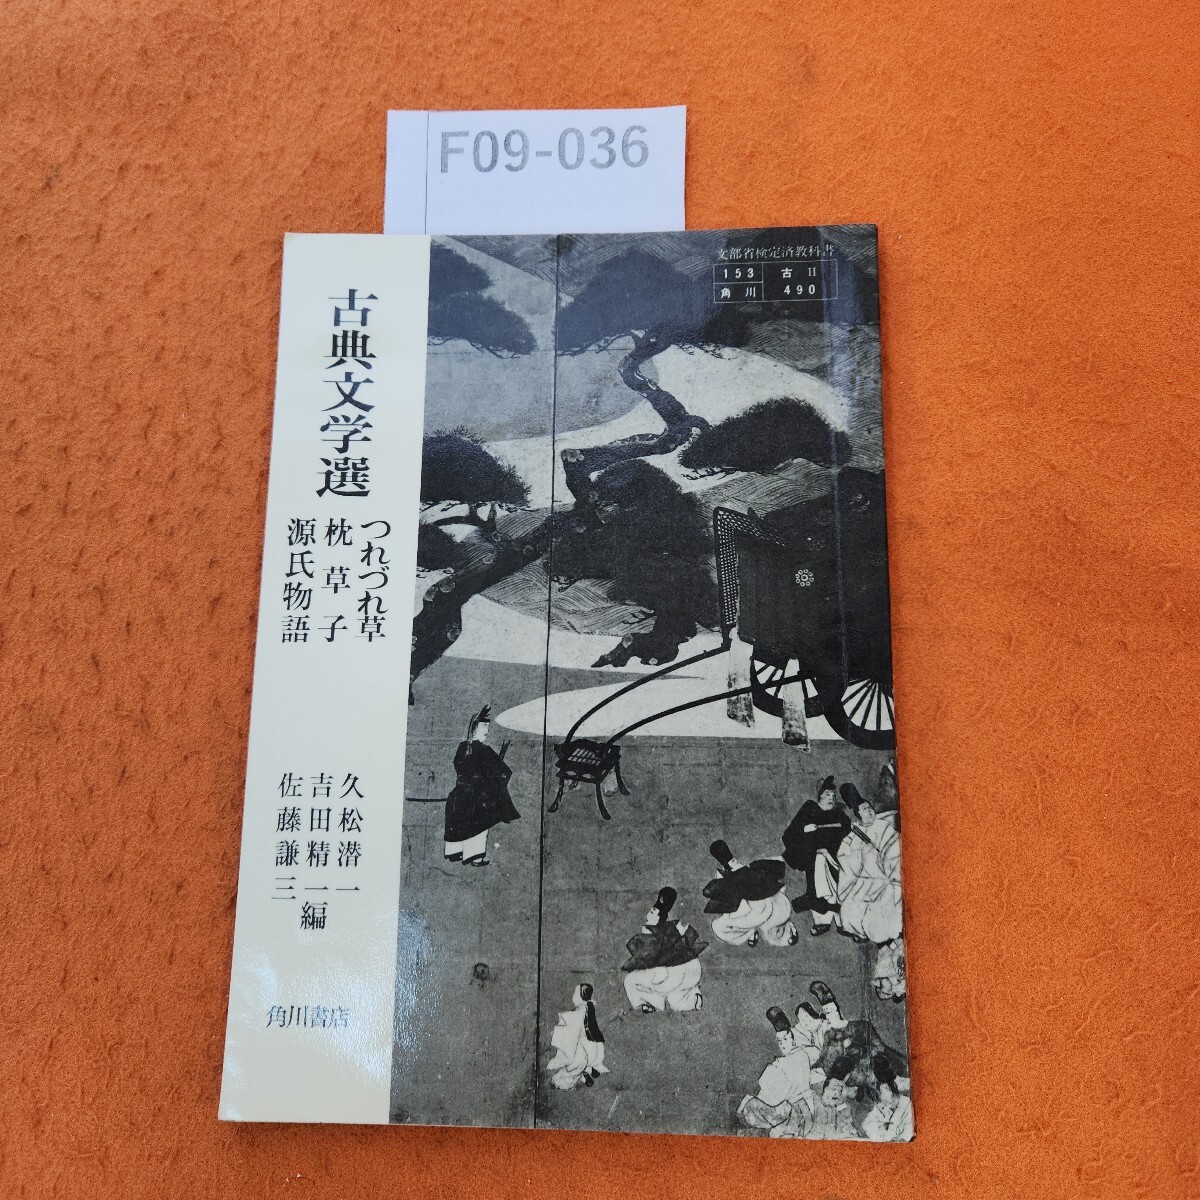 F09-036
文部省検定済教科書
153 古Ⅱ
角川 490
古典文学選
つれづれ草
枕草子
源氏物語
久松潜一
吉田精一編
佐藤謙三
角川書店